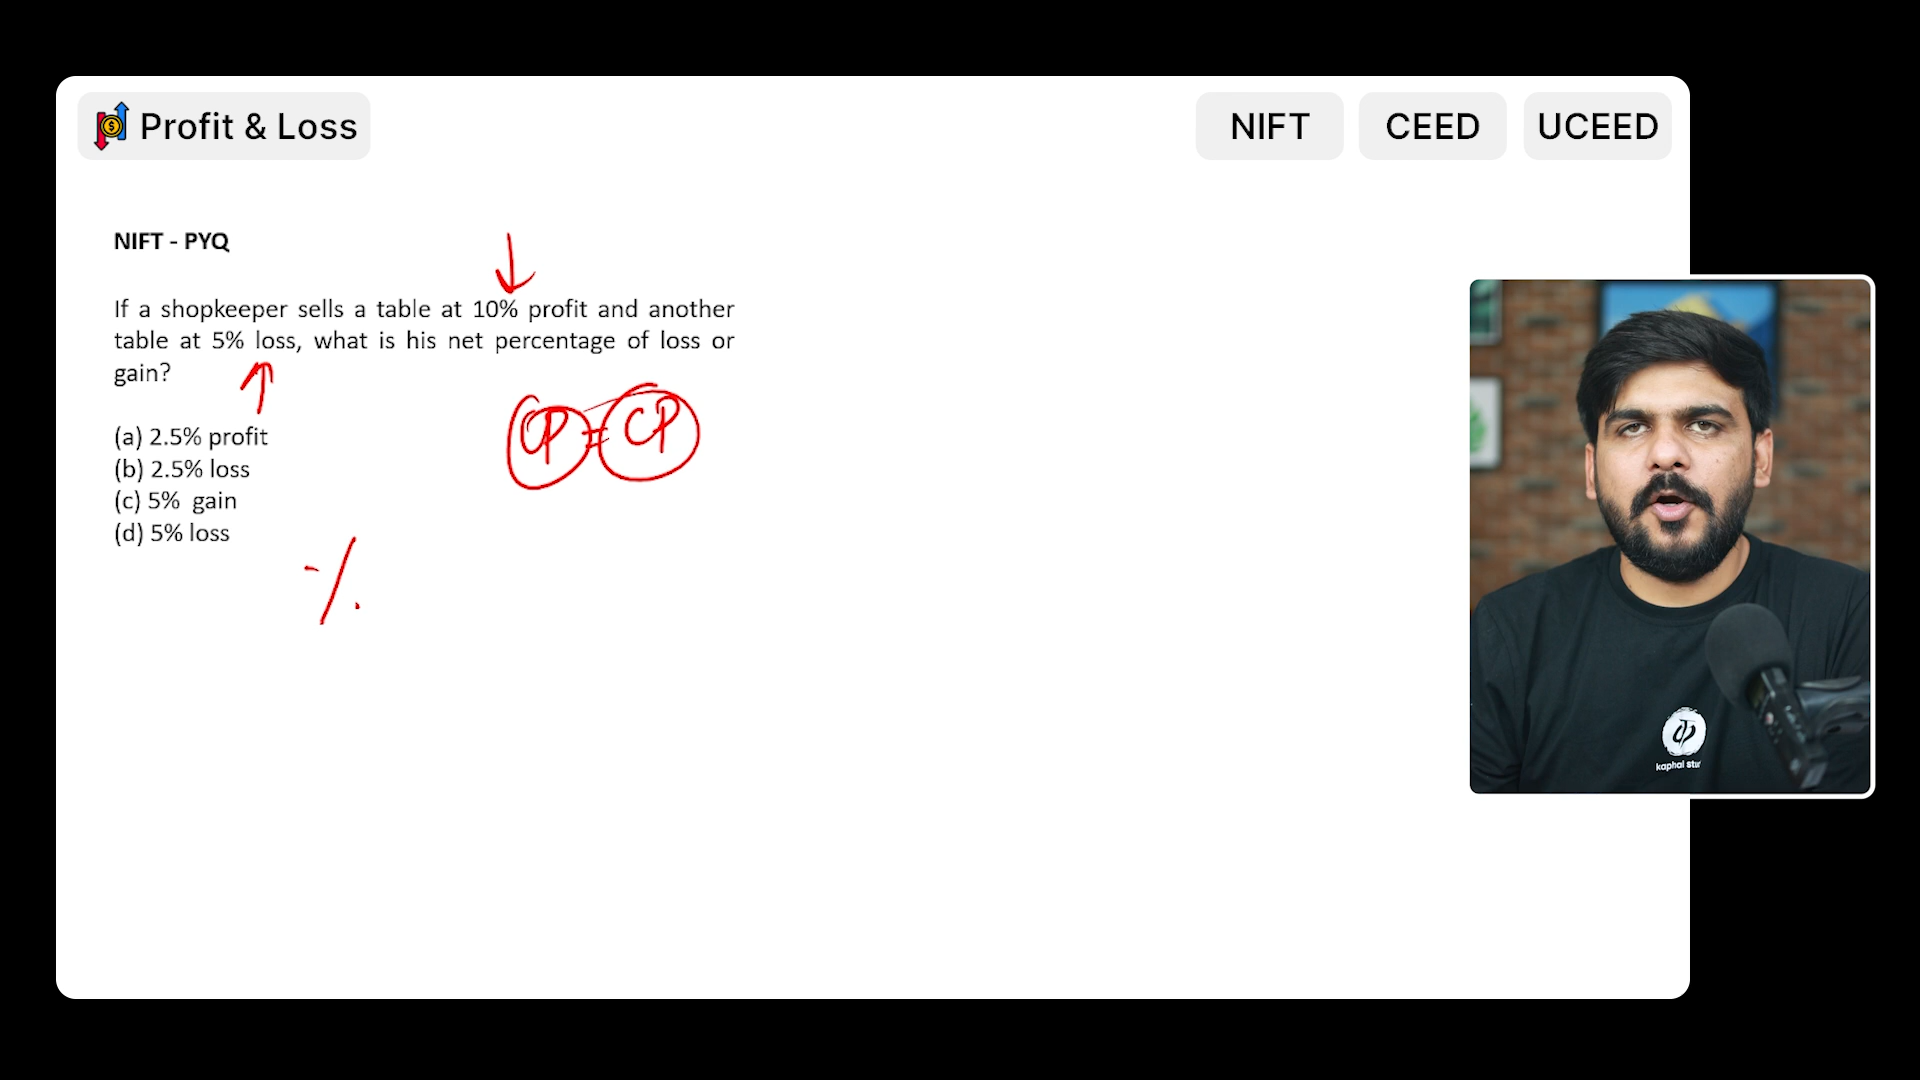 Profit & Loss
NIFT
CEED
UCEED
NIFT - PYQ
If a shopkeeper sells a table at 10% profit and another
table at 5% loss, what is his net percentage of loss or
gain?
CP = CP
(a) 2.5% profit
(b) 2.5% loss
(c) 5% gain
(d) 5% loss
%
kaphal stu